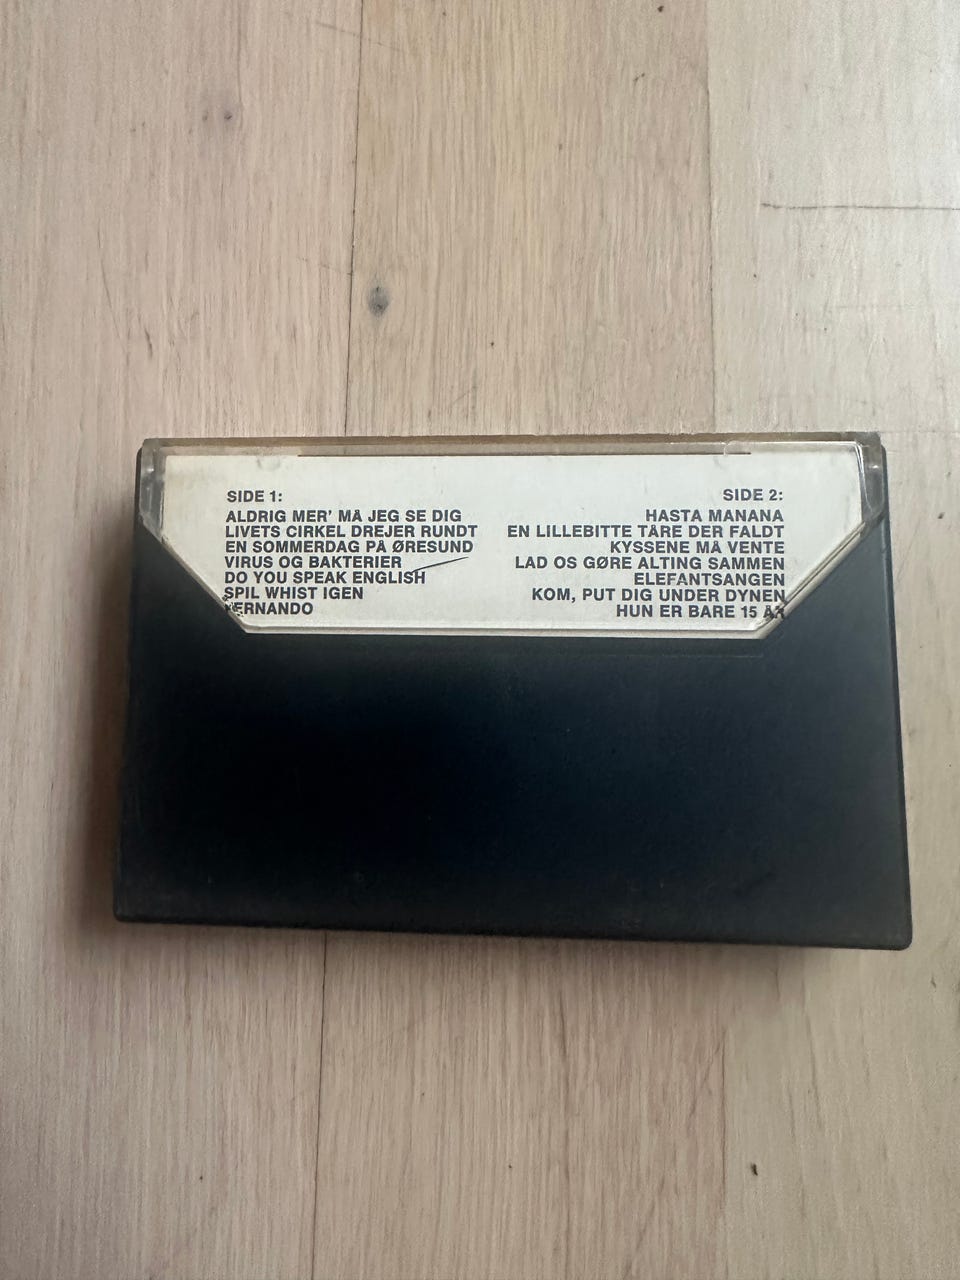 SIDE 1:
ALDRIG MER' MÅ JEG SE DIG
LIVETS CIRKEL DREJER RUNDT
EN SOMMERDAG PÅ ØRESUND
VIRUS OG BAKTERIER
DO YOU SPEAK ENGLISH
SPIL WHIST IGEN
FERNANDO
SIDE 2:
HASTA MANANA
EN LILLEBITTE TÅRE DER FALDT
KYSSENE MÅ VENTE
LAD OS GØRE ALTING SAMMEN
ELEFANTSANGEN
KOM, PUT DIG UNDER DYNEN
HUN ER BARE 15 ÅR